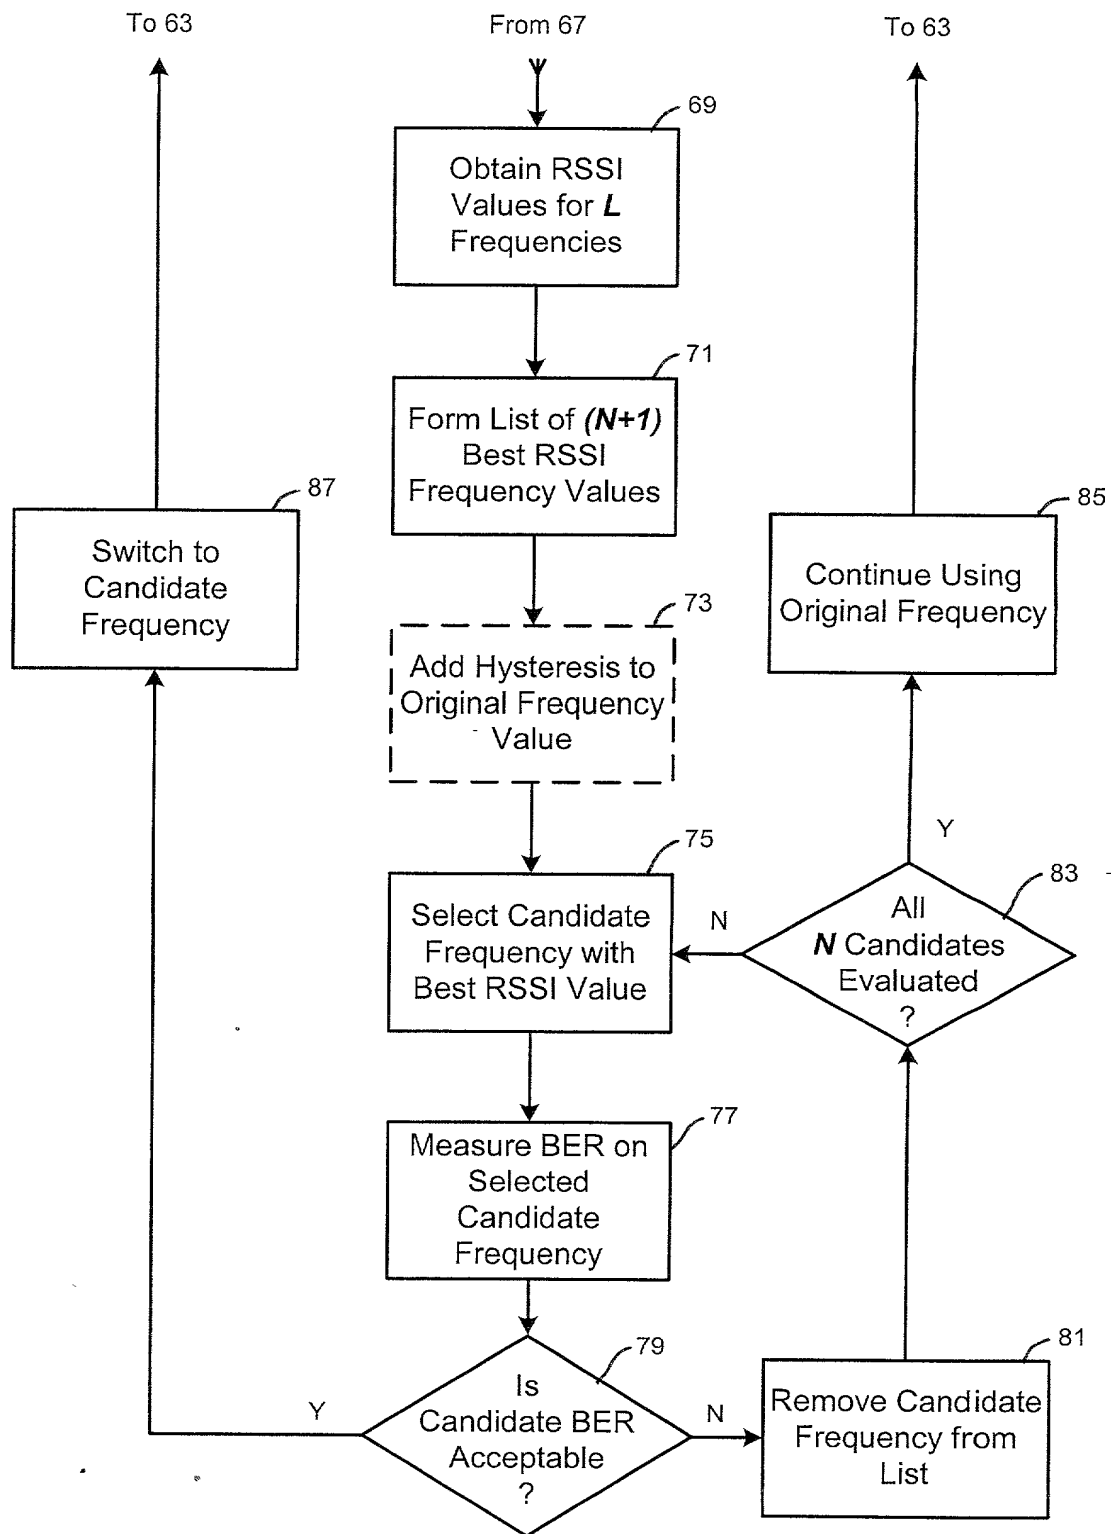 To 63
From 67
To 63
69
Obtain RSSI
Values for L
Frequencies
71
Form List of (N+1)
Best RSSI
Frequency Values
87
Switch to
Candidate
Frequency
85
Continue Using
Original Frequency
73
Add Hysteresis to
Original Frequency
Value
Y
75
Select Candidate
Frequency with
Best RSSI Value
N
83
All
N Candidates
Evaluated
?
77
Measure BER on
Selected
Candidate
Frequency
79
Is
Candidate BER
Acceptable
?
Y
N
81
Remove Candidate
Frequency from
List